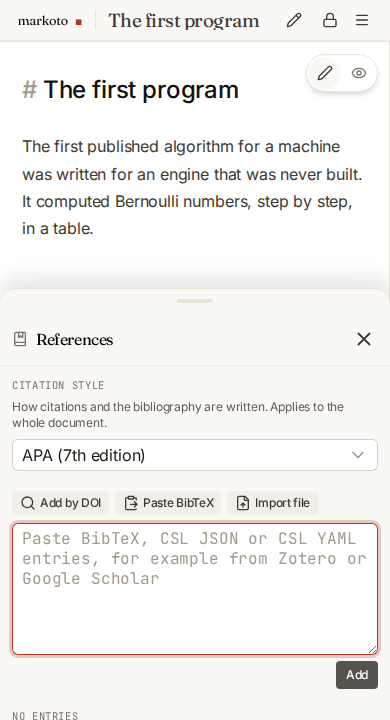 markoto
The first program
# The first program
The first published algorithm for a machine
was written for an engine that was never built.
It computed Bernoulli numbers, step by step,
in a table.
References
CITATION STYLE
How citations and the bibliography are written. Applies to the
whole document.
APA (7th edition)
Add by DOI
Paste BibTeX
Import file
Paste BibTeX, CSL JSON or CSL YAML
entries, for example from Zotero or
Google Scholar
Add
NO ENTRIES